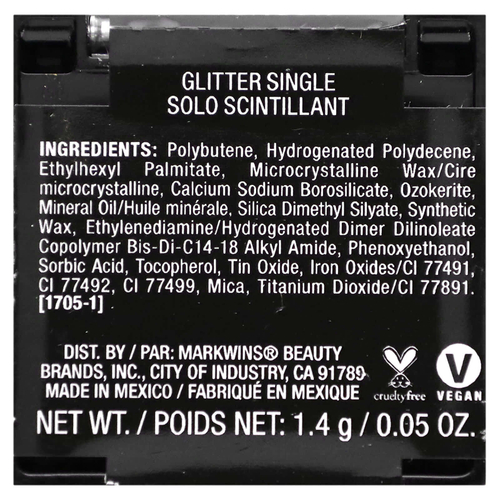 GLITTER SINGLE
SOLO SCINTILLANT
INGREDIENTS: Polybutene, Hydrogenated Polydecene,
Ethylhexyl Palmitate, Microcrystalline Wax/Cire
microcrystalline, Calcium Sodium Borosilicate, Ozokerite,
Mineral Oil/Huile minérale, Silica Dimethyl Silyate, Synthetic
Wax, Ethylenediamine/Hydrogenated Dimer Dilinoleate
Copolymer Bis-Di-C14-18 Alkyl Amide, Phenoxyethanol,
Sorbic Acid, Tocopherol, Tin Oxide, Iron Oxides/CI 77491,
CI 77492, CI 77499, Mica, Titanium Dioxide/CI 77891.
[1705-1]
DIST. BY / PAR: MARKWINS® BEAUTY
BRANDS, INC., CITY OF INDUSTRY, CA 91789
MADE IN MEXICO / FABRIQUÉ EN MEXIQUE
crueltyfree
V
VEGAN
NET WT. / POIDS NET: 1.4 g / 0.05 OZ.